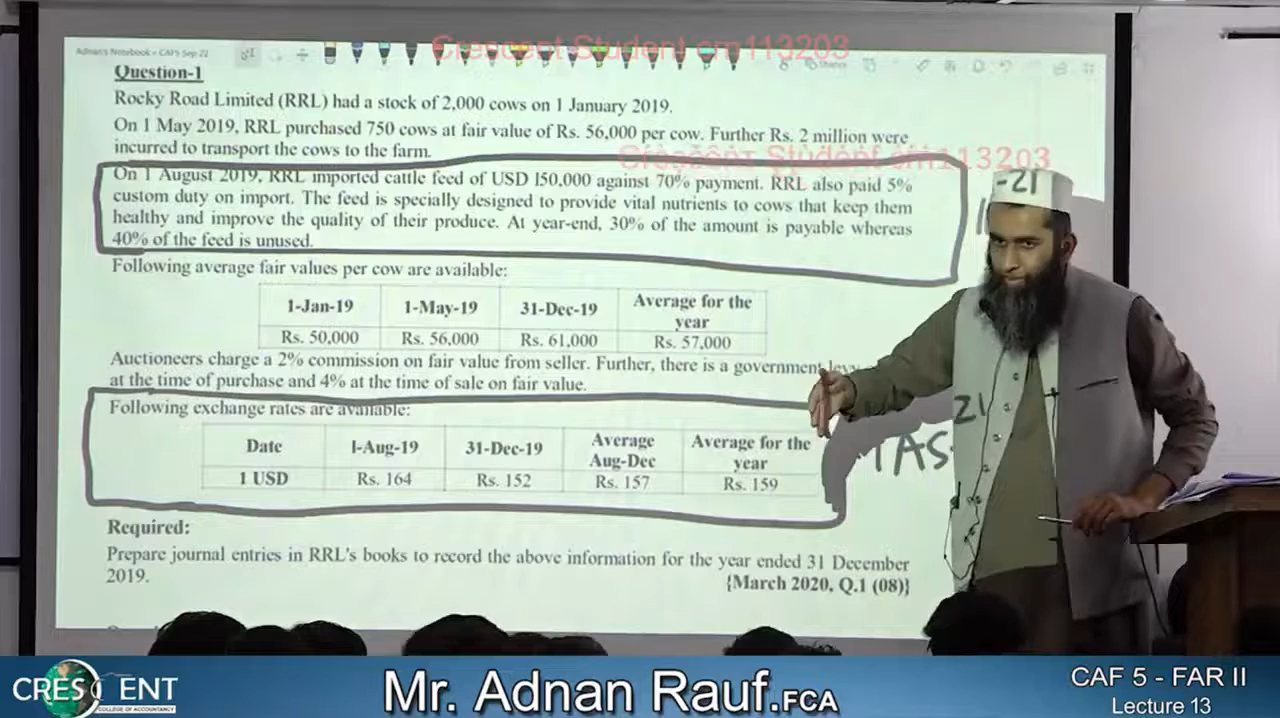 Adnan's Notebook » CAF5 Sep 22
Crescent Student cm113203
Question-1
Rocky Road Limited (RRL) had a stock of 2,000 cows on 1 January 2019.
On 1 May 2019, RRL purchased 750 cows at fair value of Rs. 56,000 per cow. Further Rs. 2 million were
incurred to transport the cows to the farm.
Crescent Student cm113203
On 1 August 2019, RRL imported cattle feed of USD 150,000 against 70% payment. RRL also paid 5%
custom duty on import. The feed is specially designed to provide vital nutrients to cows that keep them
healthy and improve the quality of their produce. At year-end, 30% of the amount is payable whereas
40% of the feed is unused.
Following average fair values per cow are available:
1-Jan-19 1-May-19 31-Dec-19 Average for the
year
Rs. 50,000 Rs. 56,000 Rs. 61,000 Rs. 57,000
Auctioneers charge a 2% commission on fair value from seller. Further, there is a government levy
at the time of purchase and 4% at the time of sale on fair value.
Following exchange rates are available:
Date 1-Aug-19 31-Dec-19 Average
Aug-Dec Average for the
year
1 USD Rs. 164 Rs. 152 Rs. 157 Rs. 159
-21
21
IAS
Required:
Prepare journal entries in RRL's books to record the above information for the year ended 31 December
2019.
{March 2020, Q.1 (08)}
CRESCENT
COLLEGE OF ACCOUNTANCY
Mr. Adnan Rauf.FCA
CAF 5 - FAR II
Lecture 13